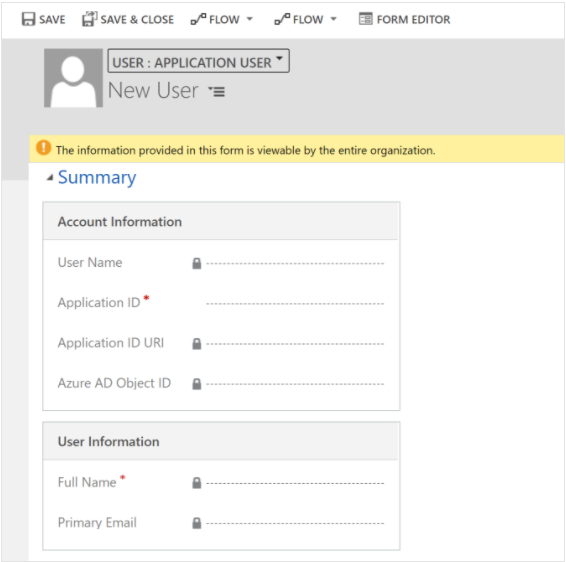 SAVE SAVE & CLOSE FLOW FLOW FORM EDITOR
USER : APPLICATION USER
New User
The information provided in this form is viewable by the entire organization.
Summary
Account Information
User Name
Application ID *
Application ID URI
Azure AD Object ID
User Information
Full Name *
Primary Email